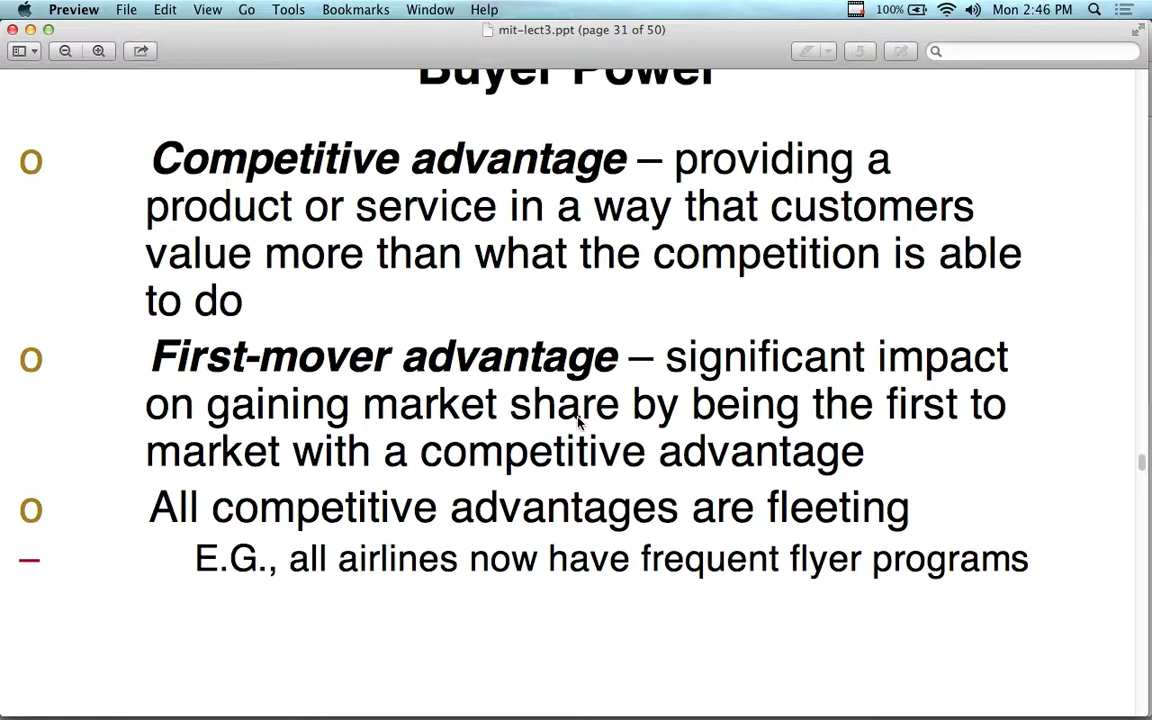 Preview File Edit View Go Tools Bookmarks Window Help 100% Mon 2:46 PM
mit-lect3.ppt (page 31 of 50)
Buyer Power
o Competitive advantage – providing a
product or service in a way that customers
value more than what the competition is able
to do
o First-mover advantage – significant impact
on gaining market share by being the first to
market with a competitive advantage
o All competitive advantages are fleeting
– E.G., all airlines now have frequent flyer programs